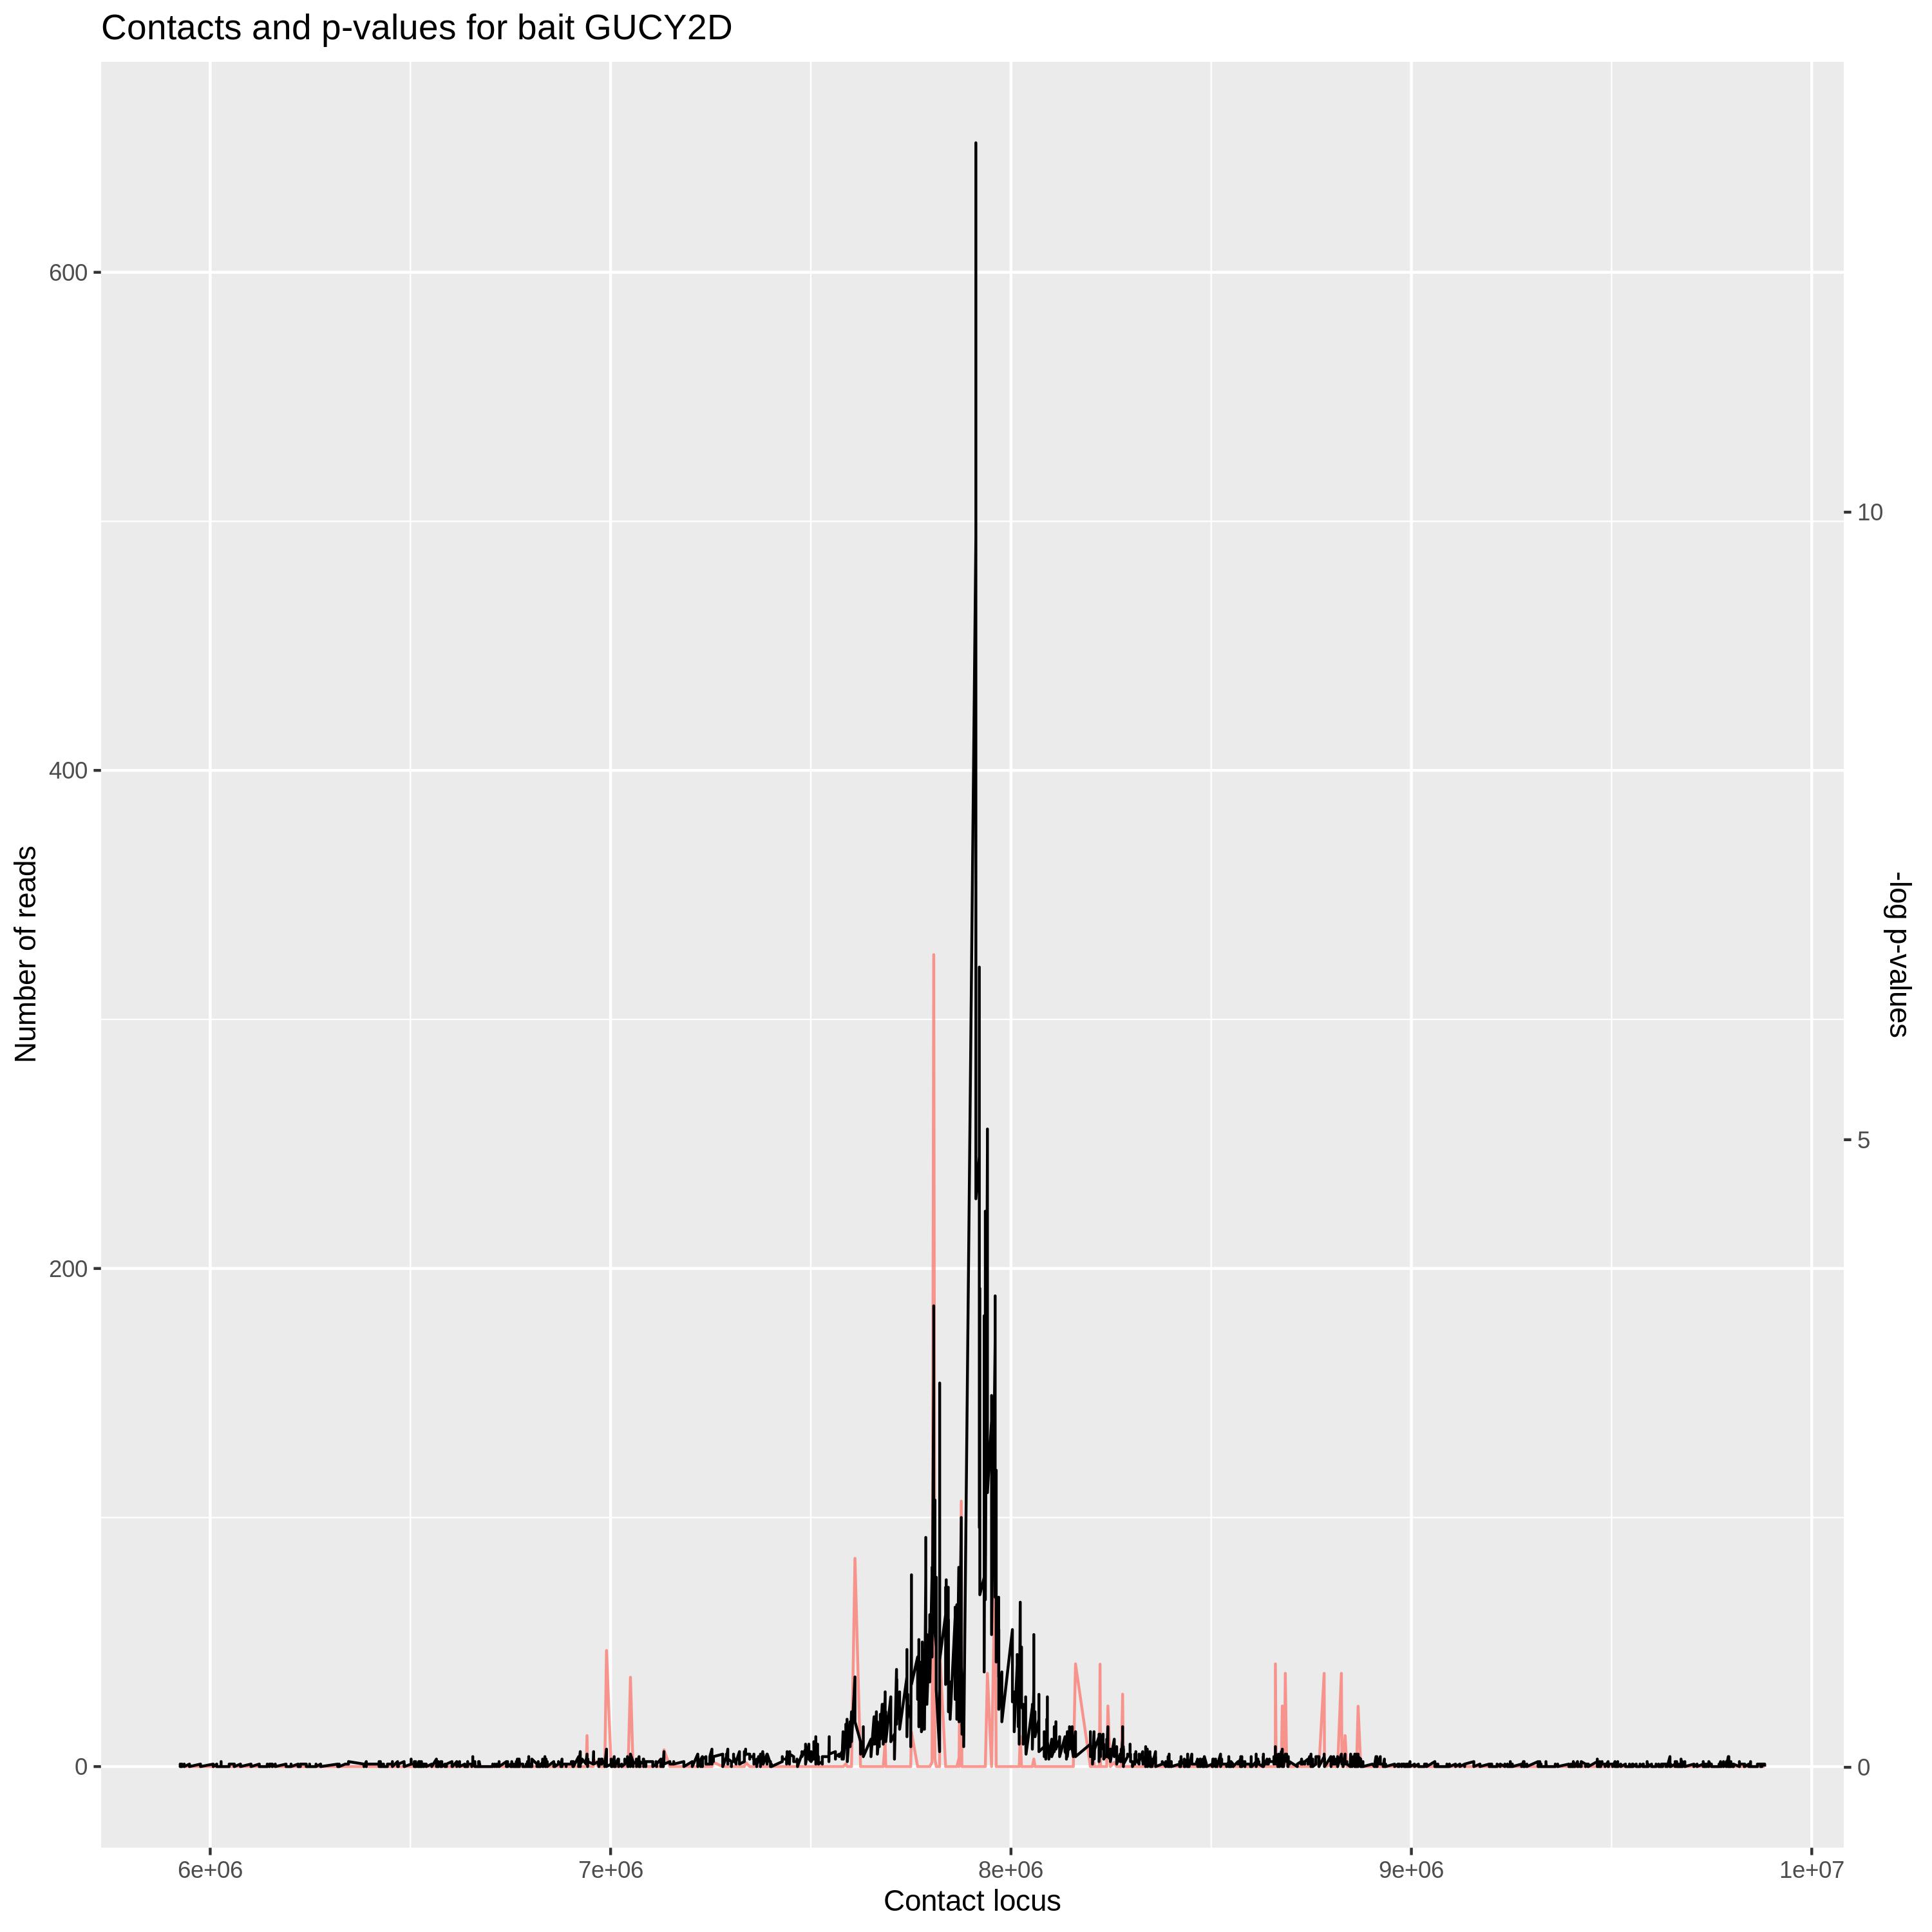 Contacts and p-values for bait GUCY2D
600
400
200
0
Number of reads
10
5
0
-log p-values
6e+06
7e+06
8e+06
9e+06
1e+07
Contact locus